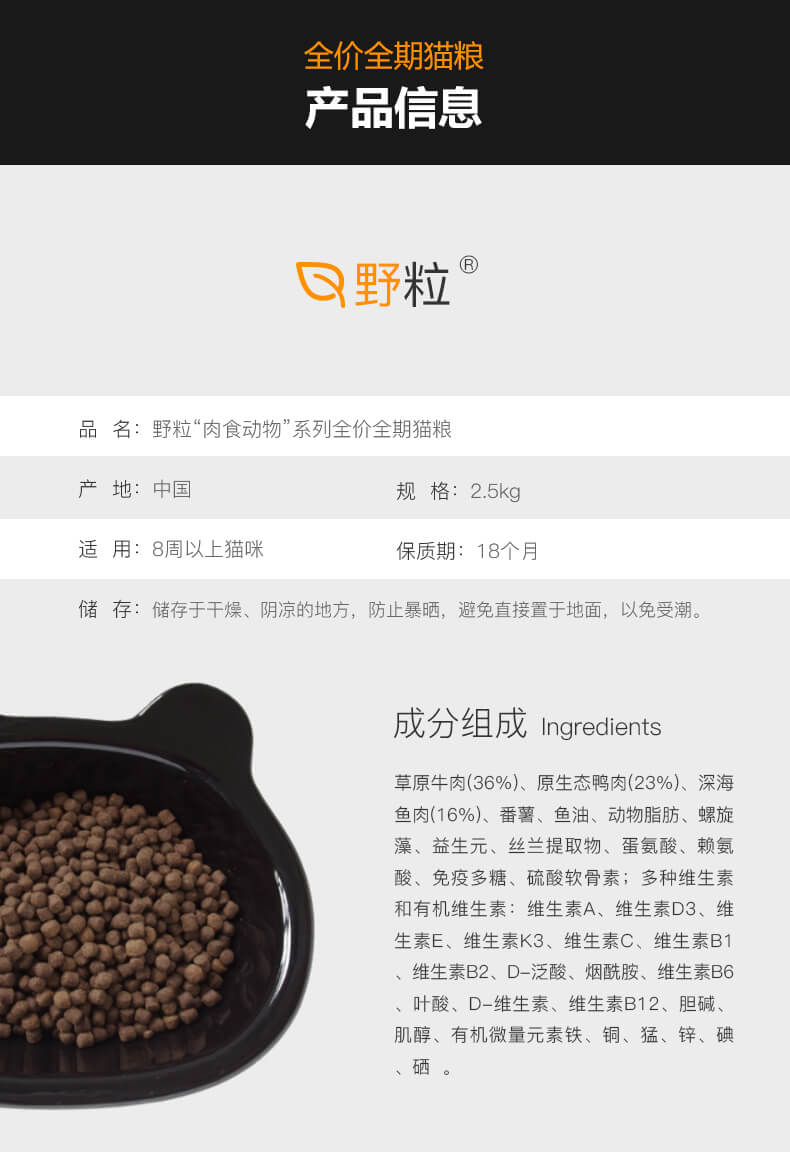 全价全期猫粮
产品信息
野粒®
品 名：野粒“肉食动物”系列全价全期猫粮
产 地：中国 规 格：2.5kg
适 用：8周以上猫咪 保质期：18个月
储 存：储存于干燥、阴凉的地方，防止暴晒，避免直接置于地面，以免受潮。
成分组成 Ingredients
草原牛肉(36%)、原生态鸭肉(23%)、深海
鱼肉(16%)、番薯、鱼油、动物脂肪、螺旋
藻、益生元、丝兰提取物、蛋氨酸、赖氨
酸、免疫多糖、硫酸软骨素；多种维生素
和有机维生素：维生素A、维生素D3、维
生素E、维生素K3、维生素C、维生素B1
、维生素B2、D-泛酸、烟酰胺、维生素B6
、叶酸、D-维生素、维生素B12、胆碱、
肌醇、有机微量元素铁、铜、猛、锌、碘
、硒 。